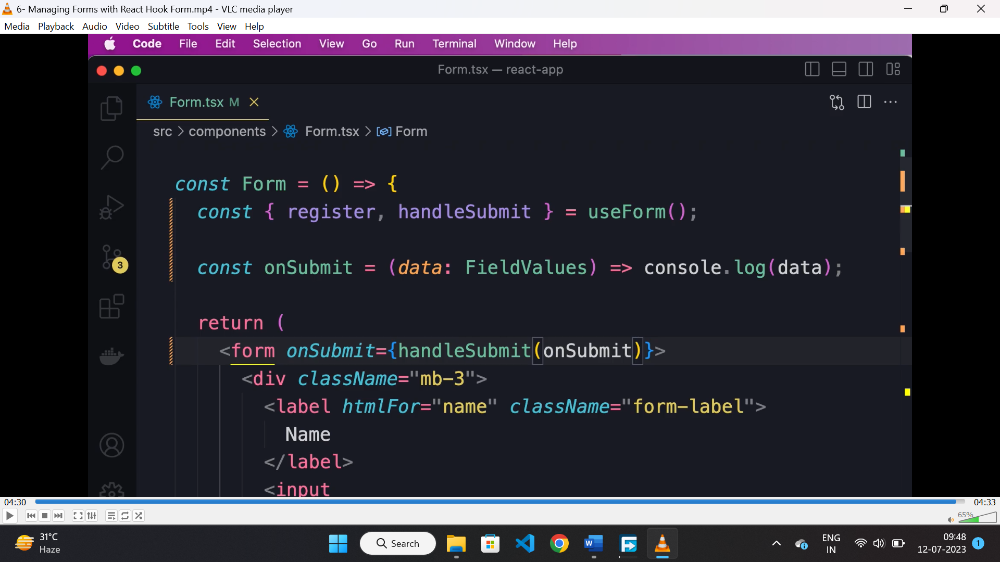 6- Managing Forms with React Hook Form.mp4 - VLC media player
Media Playback Audio Video Subtitle Tools View Help
Code File Edit Selection View Go Run Terminal Window Help
Form.tsx — react-app
Form.tsx M
src > components > Form.tsx > Form
const Form = () => {
const { register, handleSubmit } = useForm();
const onSubmit = (data: FieldValues) => console.log(data);
3
return (
<form onSubmit={handleSubmit(onSubmit)}>
<div className="mb-3">
<label htmlFor="name" className="form-label">
Name
</label>
<input
04:30 04:33
65%
31°C
Haze
Search
ENG
IN
09:48
12-07-2023
1